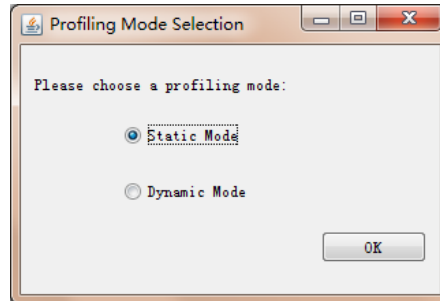 Profiling Mode Selection
Please choose a profiling mode:
Static Mode
Dynamic Mode
OK